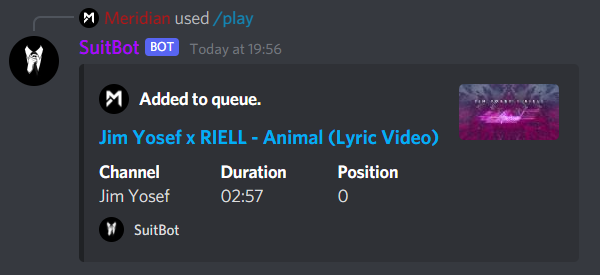 Meridian used /play
SuitBot BOT Today at 19:56
Added to queue.
JIM YOSEF X RIELL
Jim Yosef x RIELL - Animal (Lyric Video)
Channel Duration Position
Jim Yosef 02:57 0
SuitBot